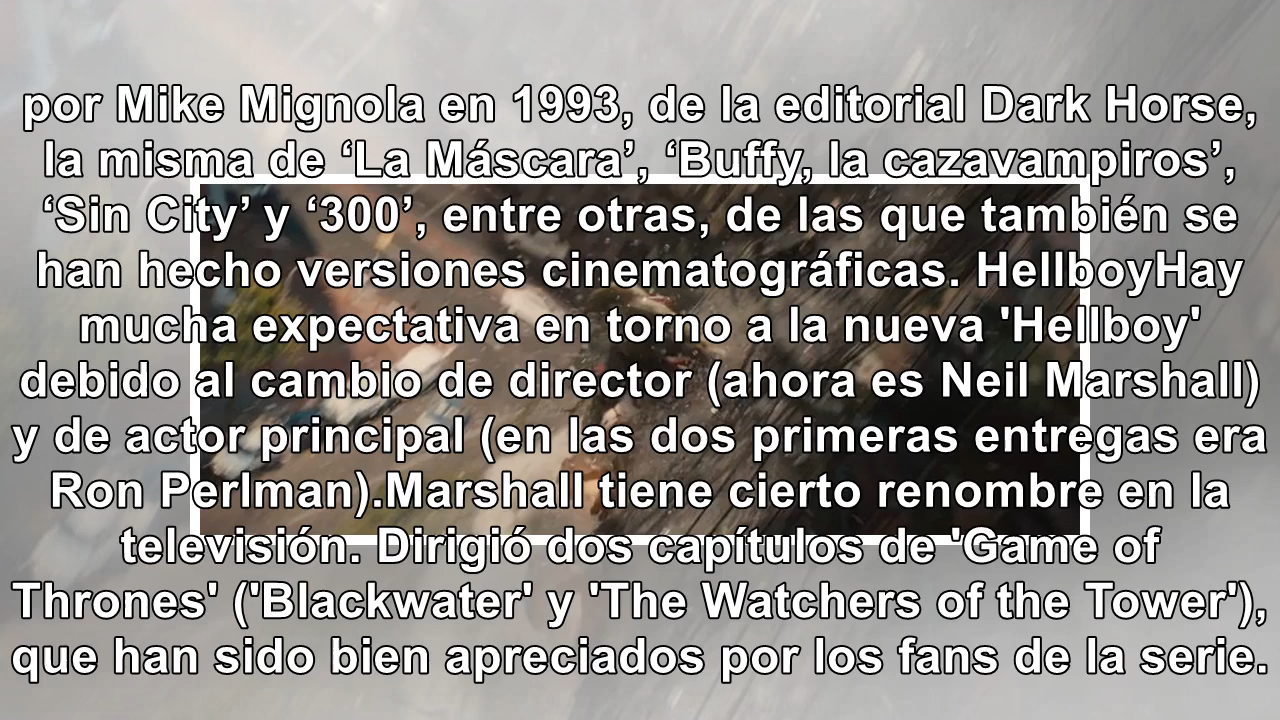 por Mike Mignola en 1993, de la editorial Dark Horse,
la misma de ‘La Máscara’, ‘Buffy, la cazavampiros’,
‘Sin City’ y ‘300’, entre otras, de las que también se
han hecho versiones cinematográficas. HellboyHay
mucha expectativa en torno a la nueva 'Hellboy'
debido al cambio de director (ahora es Neil Marshall)
y de actor principal (en las dos primeras entregas era
Ron Perlman).Marshall tiene cierto renombre en la
televisión. Dirigió dos capítulos de 'Game of
Thrones' ('Blackwater' y 'The Watchers of the Tower'),
que han sido bien apreciados por los fans de la serie.